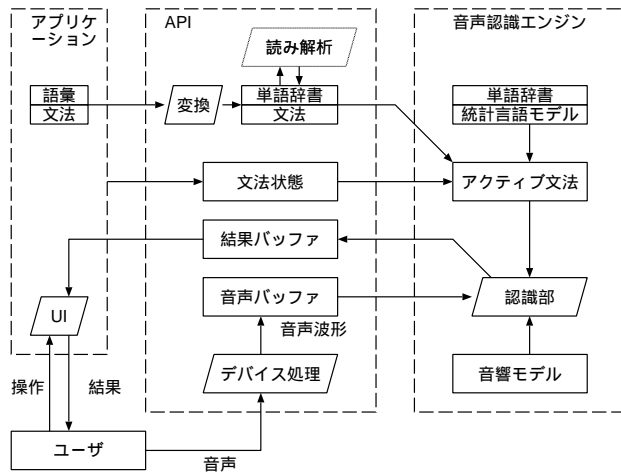 アプリケ
ーション
API
音声認識エンジン
読み解析
語彙
文法
変換
単語辞書
文法
単語辞書
統計言語モデル
文法状態
アクティブ文法
結果バッファ
音声バッファ
認識部
UI
音声波形
デバイス処理
音響モデル
操作
結果
ユーザ
音声